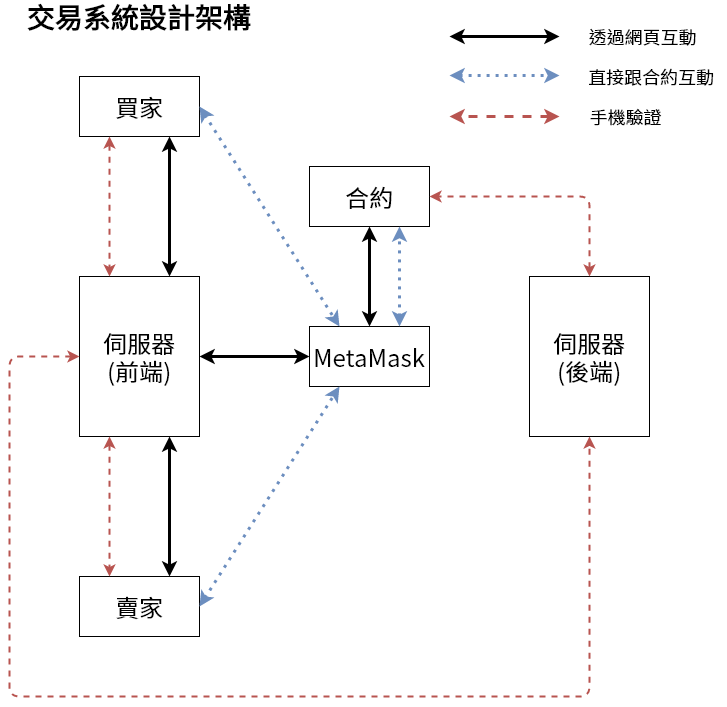 交易系統設計架構
透過網頁互動
直接跟合約互動
手機驗證
買家
合約
伺服器
(前端)
MetaMask
伺服器
(後端)
賣家